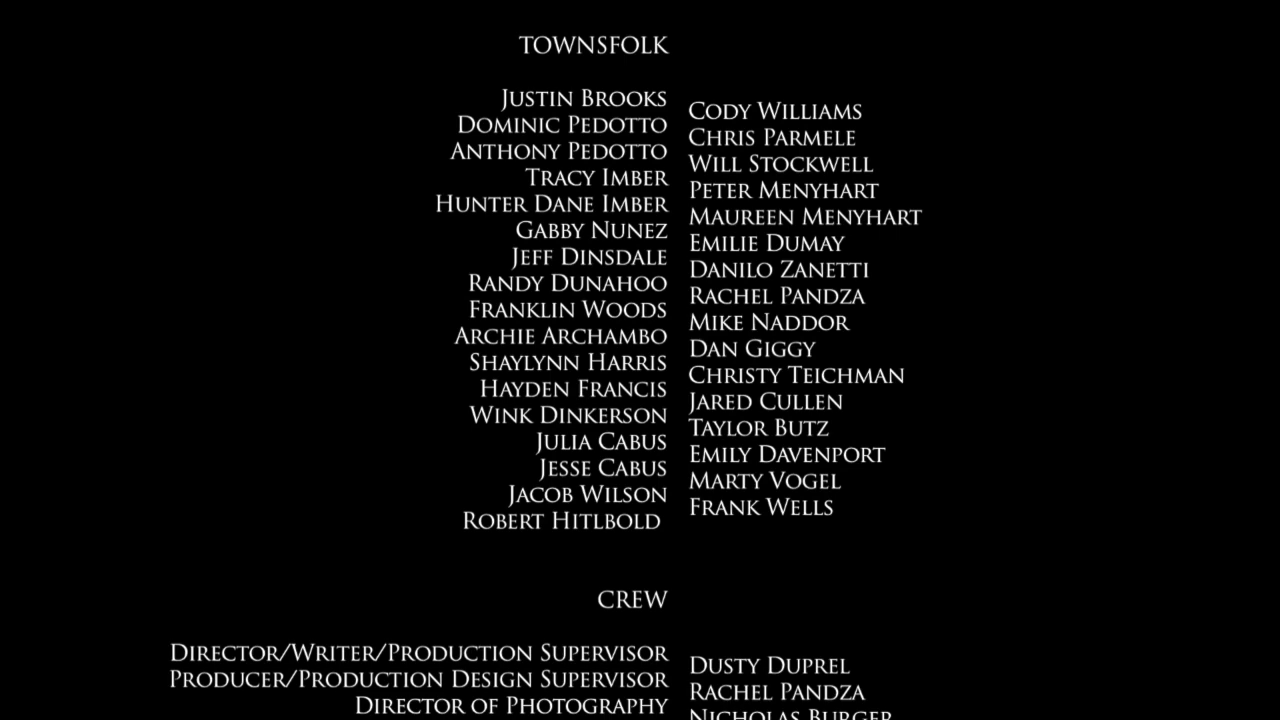 TOWNSFOLK
JUSTIN BROOKS
CODY WILLIAMS
DOMINIC PEDOTTO
CHRIS PARMELE
ANTHONY PEDOTTO
WILL STOCKWELL
TRACY IMBER
PETER MENYHART
HUNTER DANE IMBER
MAUREEN MENYHART
GABBY NUNEZ
EMILIE DUMAY
JEFF DINSDALE
DANILO ZANETTI
RANDY DUNAHOO
RACHEL PANDZA
FRANKLIN WOODS
MIKE NADDOR
ARCHIE ARCHAMBO
DAN GIGGY
SHAYLYNN HARRIS
CHRISTY TEICHMAN
HAYDEN FRANCIS
JARED CULLEN
WINK DINKERSON
TAYLOR BUTZ
JULIA CABUS
EMILY DAVENPORT
JESSE CABUS
MARTY VOGEL
JACOB WILSON
FRANK WELLS
ROBERT HITLBOLD
CREW
DIRECTOR/WRITER/PRODUCTION SUPERVISOR
DUSTY DUPREL
PRODUCER/PRODUCTION DESIGN SUPERVISOR
RACHEL PANDZA
DIRECTOR OF PHOTOGRAPHY
NICHOLAS BURGER